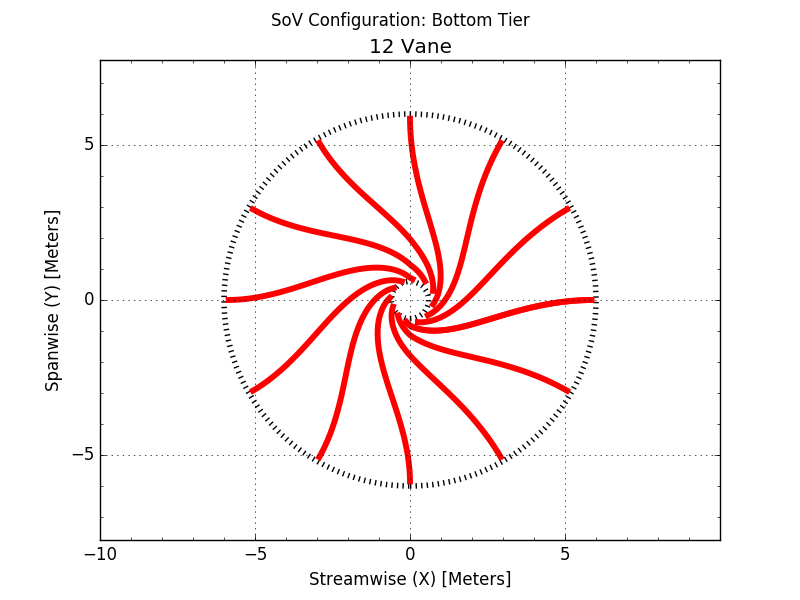 SoV Configuration: Bottom Tier
12 Vane
Spanwise (Y) [Meters]
5
0
−5
−10
−5
0
5
Streamwise (X) [Meters]